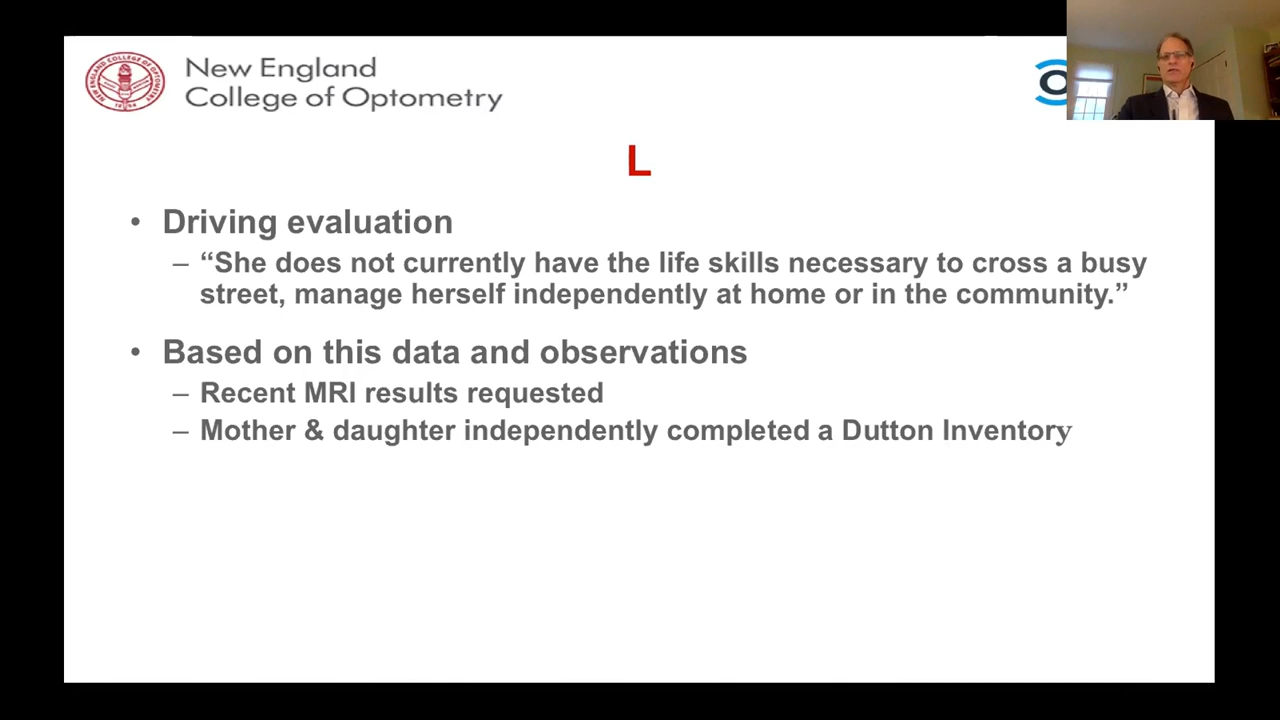 New England
College of Optometry
L
• Driving evaluation
– “She does not currently have the life skills necessary to cross a busy
street, manage herself independently at home or in the community.”
• Based on this data and observations
– Recent MRI results requested
– Mother & daughter independently completed a Dutton Inventory